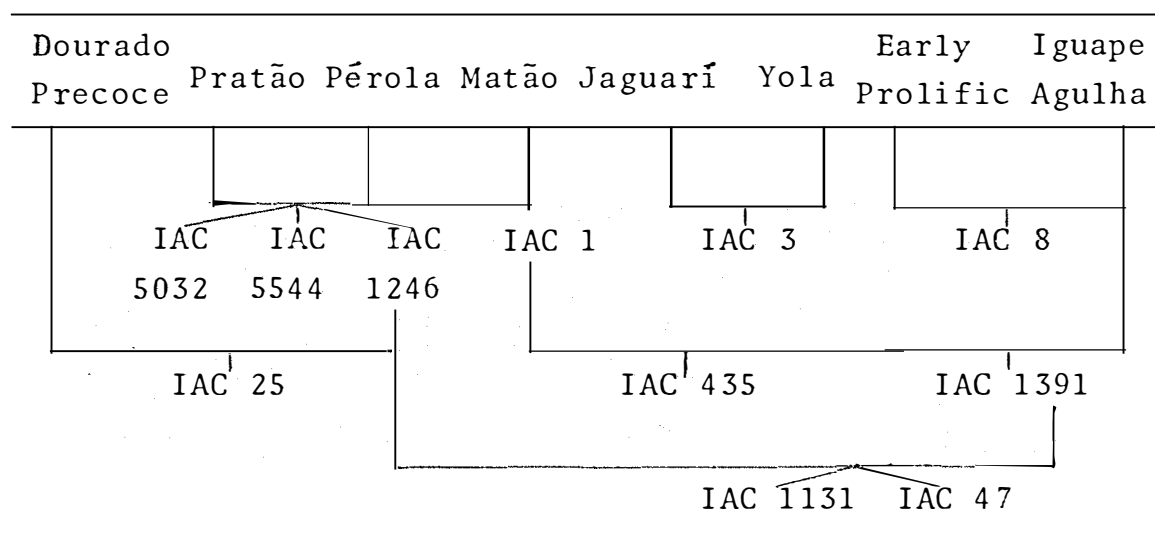 Dourado Precoce
Pratão
Pérola
Matão
Jaguarí
Yola
Early Prolific
Iguape Agulha
IAC 5032
IAC 5544
IAC 1246
IAC 1
IAC 3
IAC 8
IAC 25
IAC 435
IAC 1391
IAC 1131
IAC 47